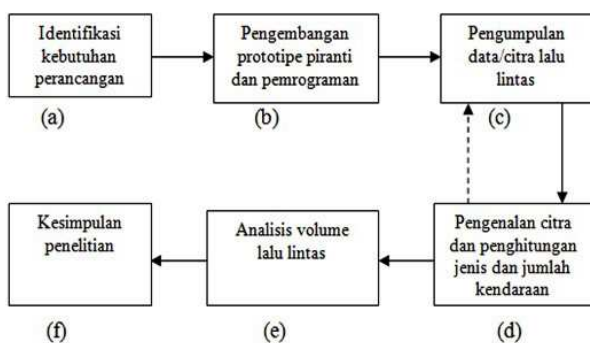 Identifikasi
kebutuhan
perancangan
(a)
Pengembangan
prototipe piranti
dan pemrograman
(b)
Pengumpulan
data/citra lalu
lintas
(c)
Pengenalan citra
dan penghitungan
jenis dan jumlah
kendaraan
(d)
Analisis volume
lalu lintas
(e)
Kesimpulan
penelitian
(f)